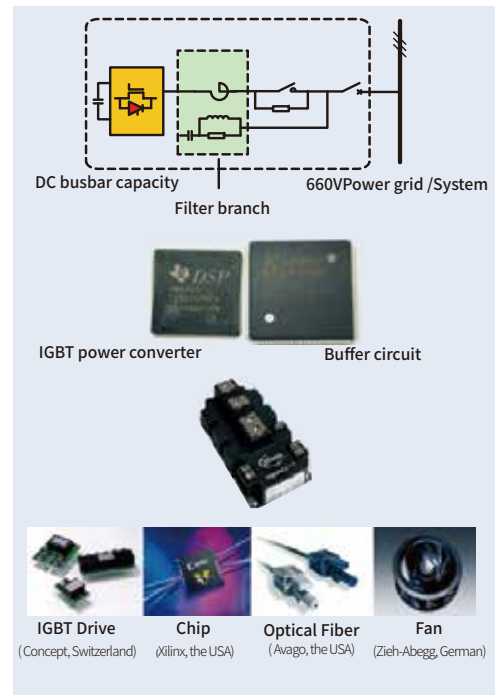 DC busbar capacity
660VPower grid /System
Filter branch
DSP
IGBT power converter
Buffer circuit
IGBT Drive
Chip
Optical Fiber
Fan
( Concept, Switzerland)
(Xilinx, the USA)
( Avago, the USA)
(Zieh-Abegg, German)